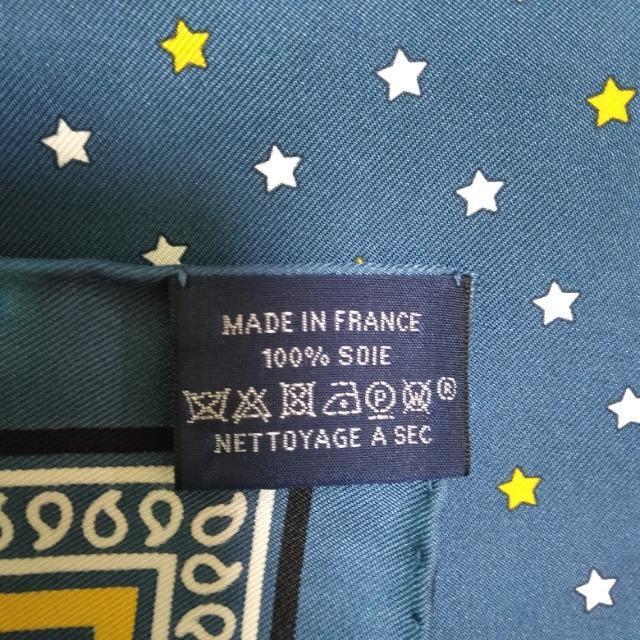 MADE IN FRANCE
100% SOIE
P ®
NETTOYAGE A SEC